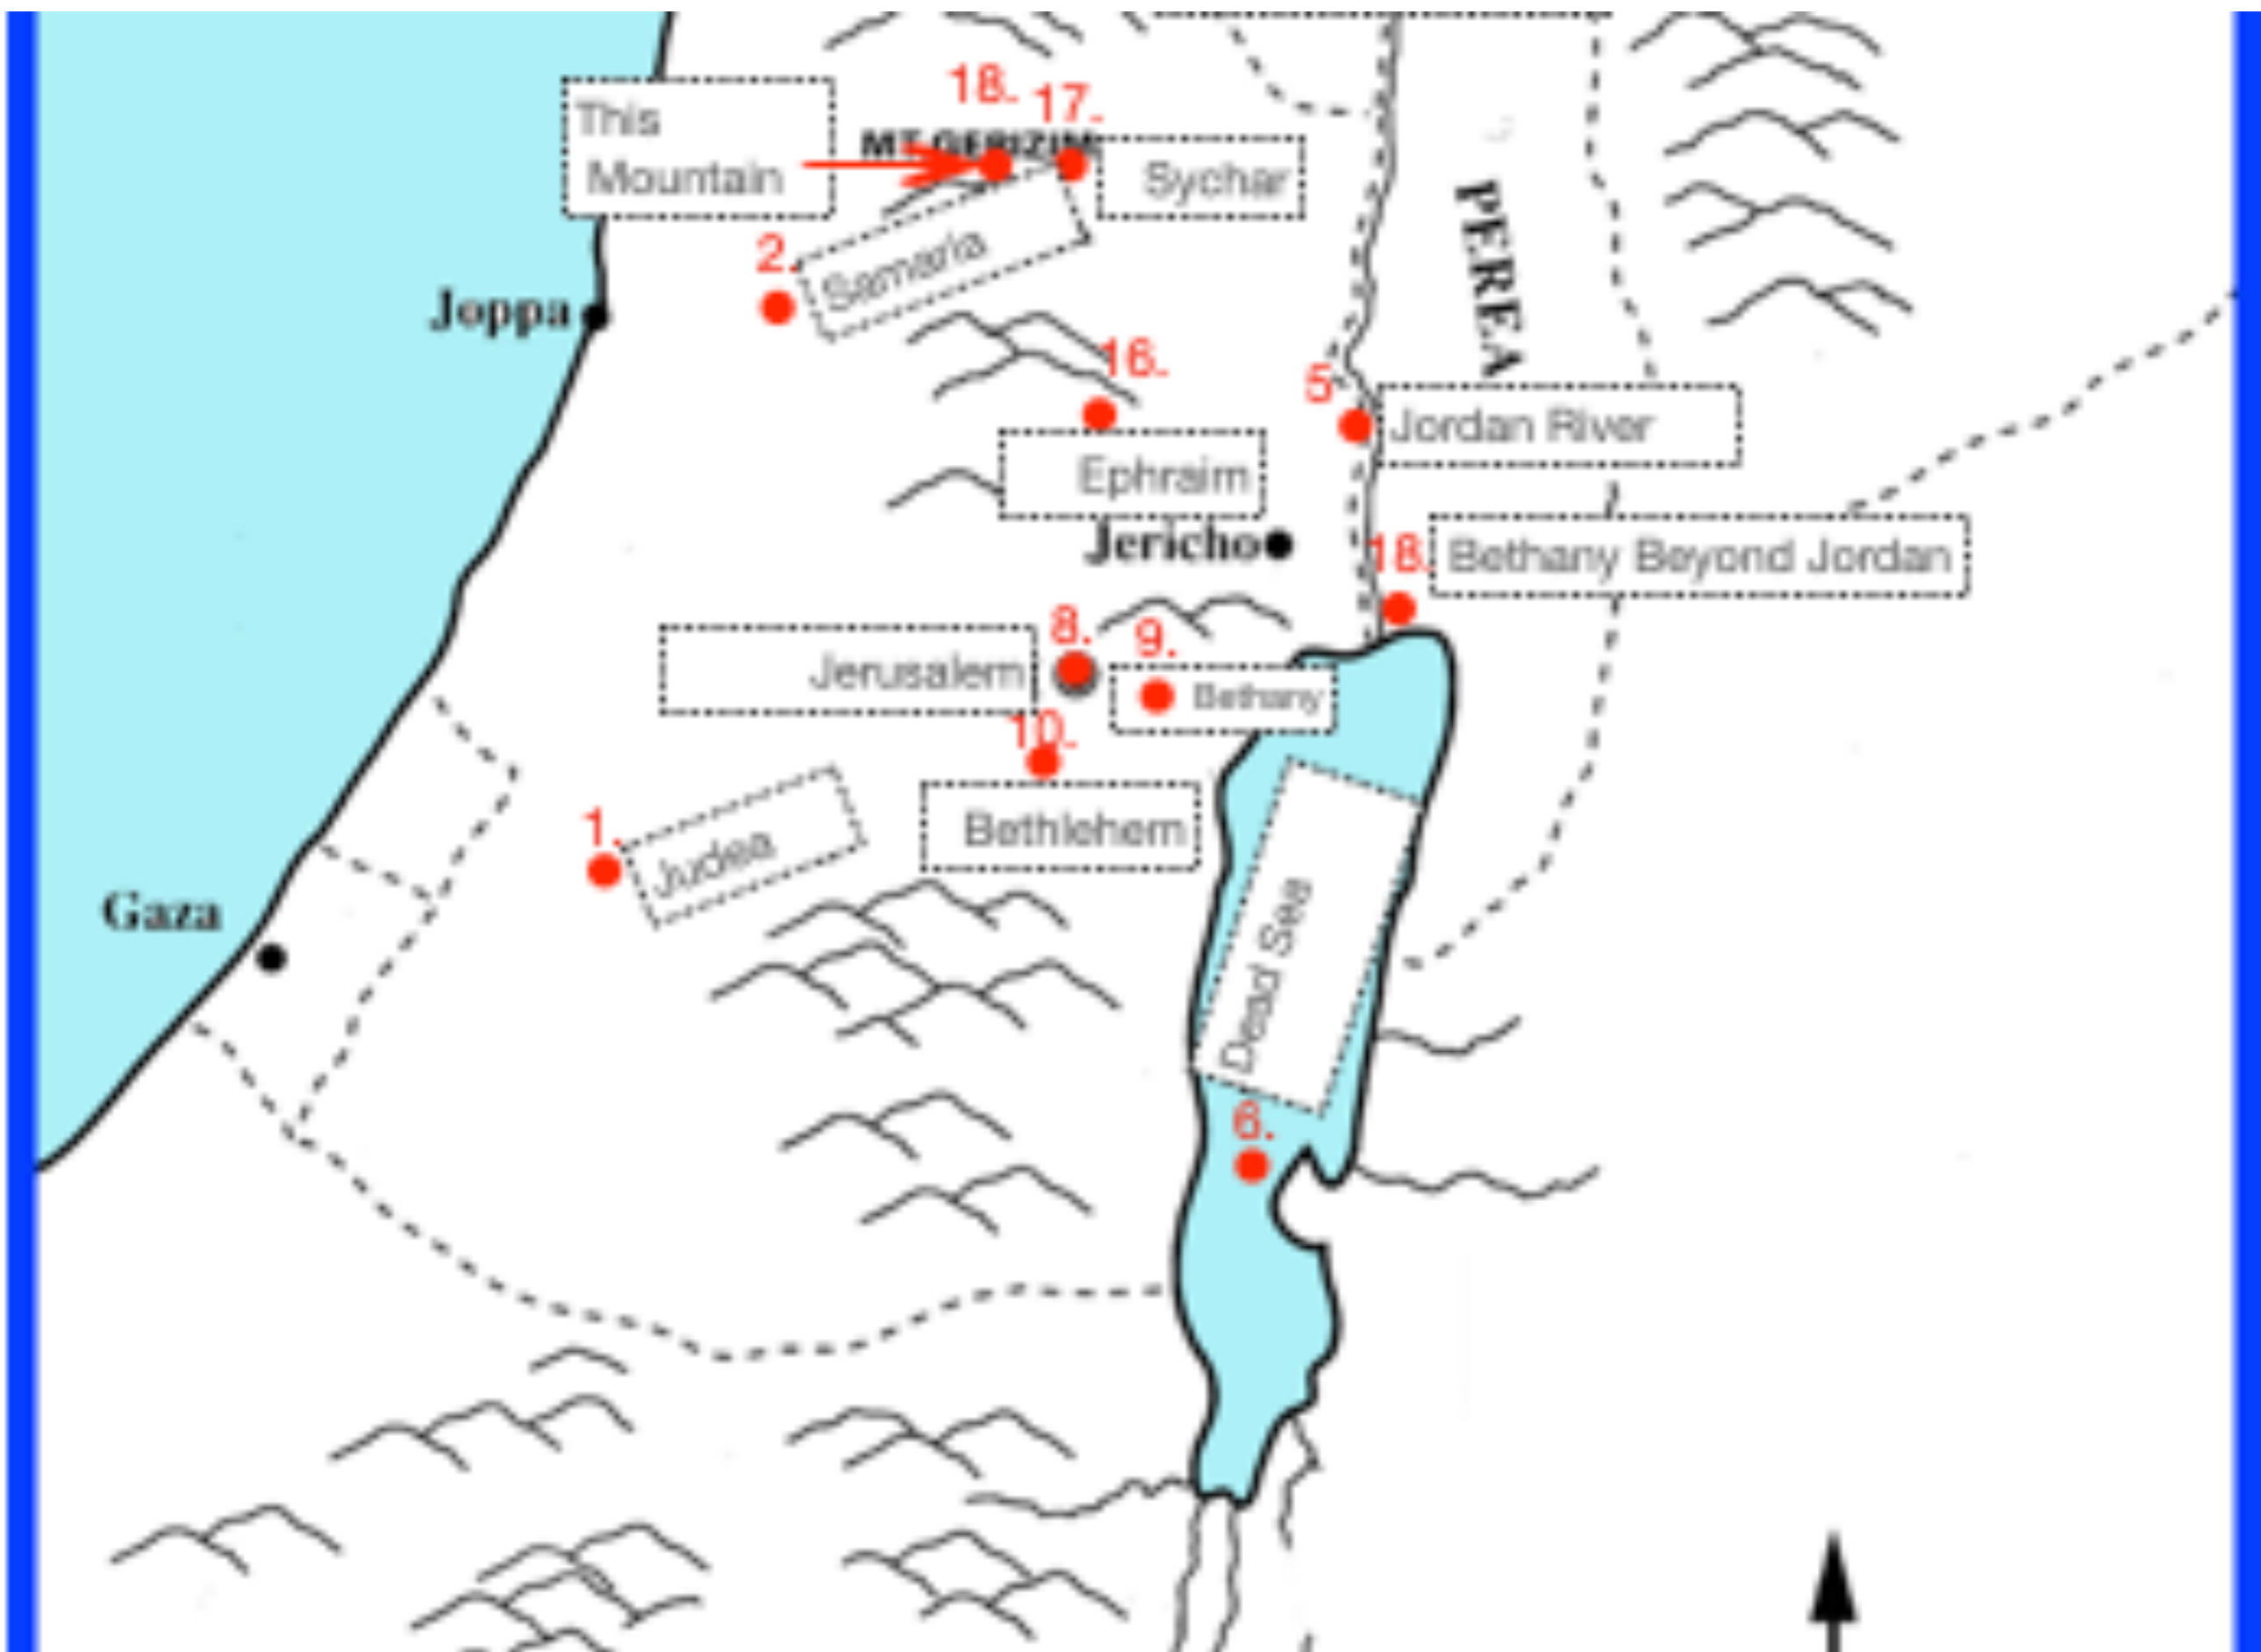 18.
17.
This
Mountain
MT GERIZIM
Sychar
2.
Samaria
PEREA
Joppa
16.
5
Jordan River
Ephraim
Jericho
18.
Bethany Beyond Jordan
8.
9.
Jerusalem
Bethany
10.
1.
Judea
Bethlehem
Gaza
Dead Sea
6.